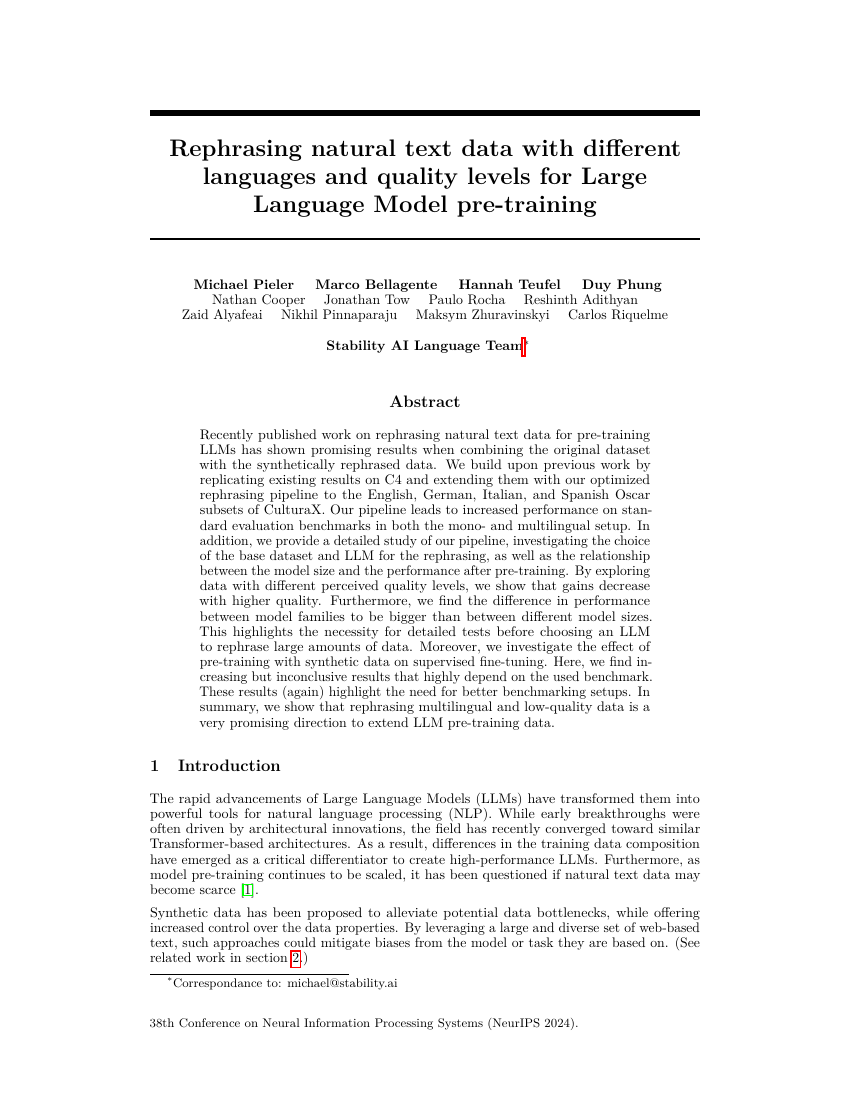 Rephrasing natural text data with different
languages and quality levels for Large
Language Model pre-training
Michael Pieler Marco Bellagente Hannah Teufel Duy Phung
Nathan Cooper Jonathan Tow Paulo Rocha Reshinth Adithyan
Zaid Alyafeai Nikhil Pinnaparaju Maksym Zhuravinskyi Carlos Riquelme
Stability AI Language Team*
Abstract
Recently published work on rephrasing natural text data for pre-training
LLMs has shown promising results when combining the original dataset
with the synthetically rephrased data. We build upon previous work by
replicating existing results on C4 and extending them with our optimized
rephrasing pipeline to the English, German, Italian, and Spanish Oscar
subsets of CulturaX. Our pipeline leads to increased performance on stan-
dard evaluation benchmarks in both the mono- and multilingual setup. In
addition, we provide a detailed study of our pipeline, investigating the choice
of the base dataset and LLM for the rephrasing, as well as the relationship
between the model size and the performance after pre-training. By exploring
data with different perceived quality levels, we show that gains decrease
with higher quality. Furthermore, we find the difference in performance
between model families to be bigger than between different model sizes.
This highlights the necessity for detailed tests before choosing an LLM
to rephrase large amounts of data. Moreover, we investigate the effect of
pre-training with synthetic data on supervised fine-tuning. Here, we find in-
creasing but inconclusive results that highly depend on the used benchmark.
These results (again) highlight the need for better benchmarking setups. In
summary, we show that rephrasing multilingual and low-quality data is a
very promising direction to extend LLM pre-training data.
1 Introduction
The rapid advancements of Large Language Models (LLMs) have transformed them into
powerful tools for natural language processing (NLP). While early breakthroughs were
often driven by architectural innovations, the field has recently converged toward similar
Transformer-based architectures. As a result, differences in the training data composition
have emerged as a critical differentiator to create high-performance LLMs. Furthermore, as
model pre-training continues to be scaled, it has been questioned if natural text data may
become scarce [1].
Synthetic data has been proposed to alleviate potential data bottlenecks, while offering
increased control over the data properties. By leveraging a large and diverse set of web-based
text, such approaches could mitigate biases from the model or task they are based on. (See
related work in section 2.)
*Correspondance to: michael@stability.ai
38th Conference on Neural Information Processing Systems (NeurIPS 2024).